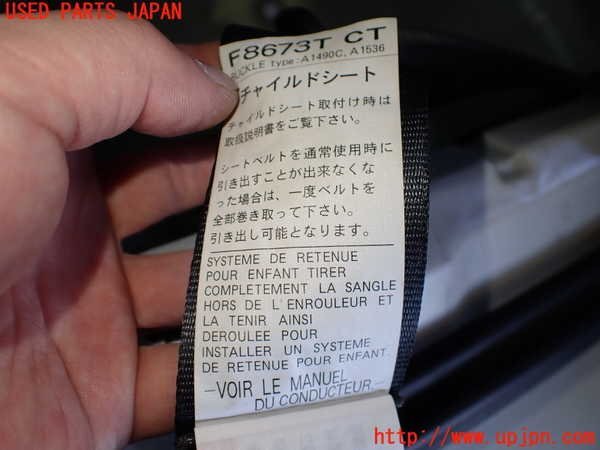 USED PARTS JAPAN
F8673T CT
BUCKLE type:A1490C, A1536
チャイルドシート
チャイルドシート取付け時は
取扱説明書をご覧下さい。
シートベルトを通常使用時に
引き出すことが出来なくな
った場合は、一度ベルトを
全部巻き取って下さい。
引き出し可能となります。
SYSTEME DE RETENUE
POUR ENFANT TIRER
COMPLETEMENT LA SANGLE
HORS DE L'ENROULEUR ET
LA TENIR AINSI
DEROULEE POUR
INSTALLER UN SYSTEME
DE RETENUE POUR ENFANT.
-VOIR LE MANUEL
DU CONDUCTEUR-
http://www.upjpn.com/